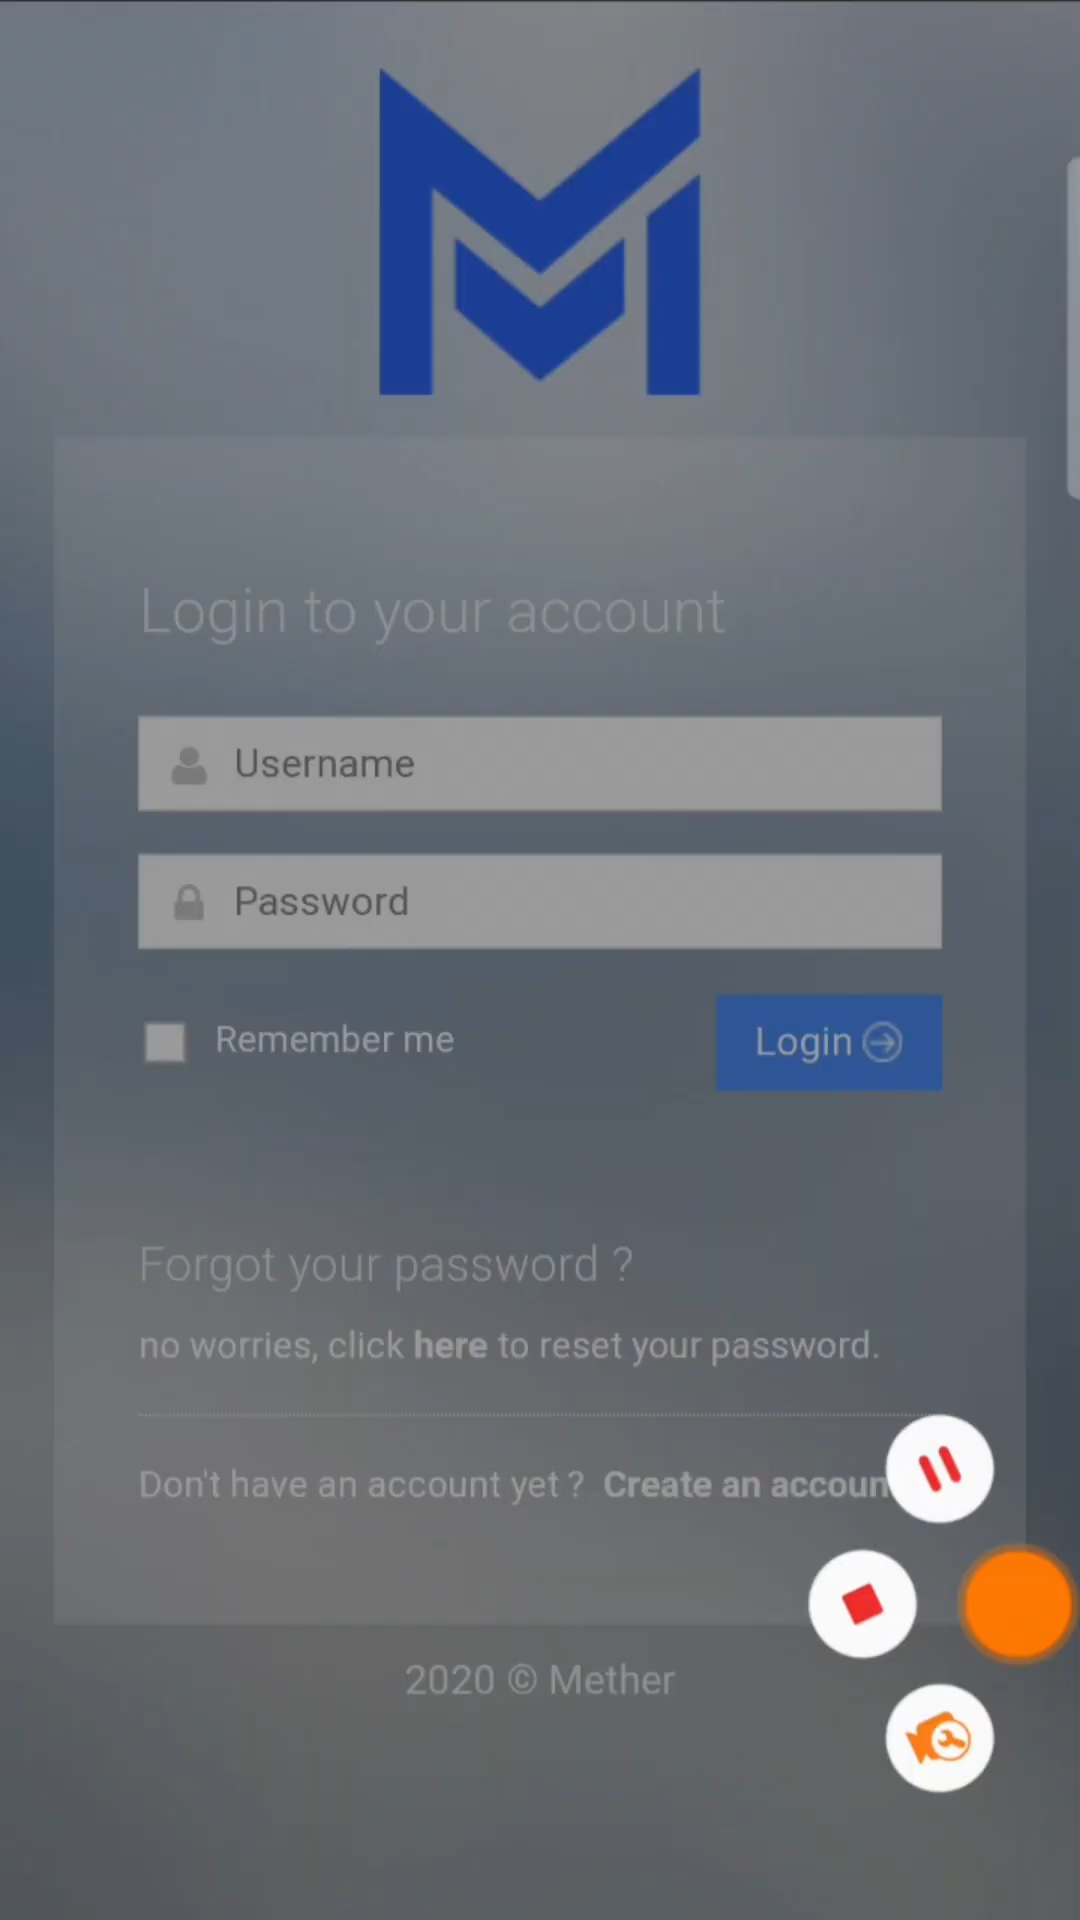 Login to your account
Username
Password
Remember me
Login
Forgot your password ?
no worries, click here to reset your password.
Don't have an account yet ? Create an accoun
2020 © Mether